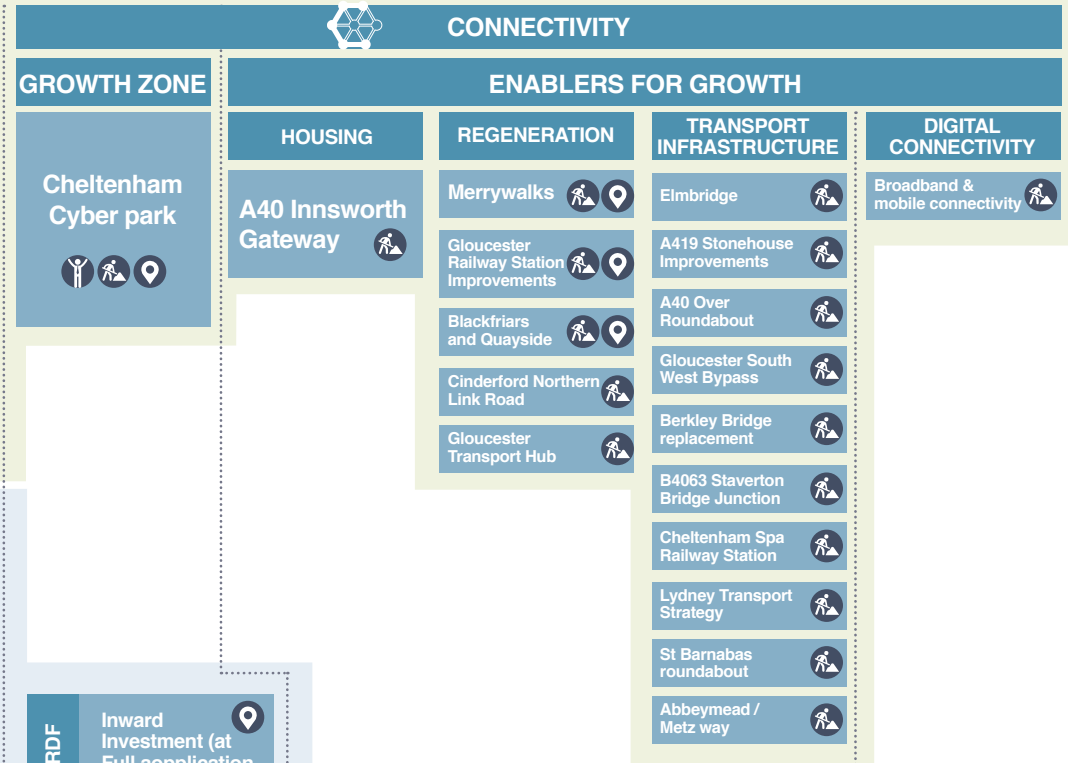 CONNECTIVITY
GROWTH ZONE
ENABLERS FOR GROWTH
Cheltenham
Cyber park
HOUSING
A40 Innsworth
Gateway
REGENERATION
Merrywalks
Gloucester
Railway Station
Improvements
Blackfriars
and Quayside
Cinderford Northern
Link Road
Gloucester
Transport Hub
TRANSPORT
INFRASTRUCTURE
Elmbridge
A419 Stonehouse
Improvements
A40 Over
Roundabout
Gloucester South
West Bypass
Berkley Bridge
replacement
B4063 Staverton
Bridge Junction
Cheltenham Spa
Railway Station
Lydney Transport
Strategy
St Barnabas
roundabout
Abbeymead /
Metz way
DIGITAL
CONNECTIVITY
Broadband &
mobile connectivity
RDF
Inward
Investment (at